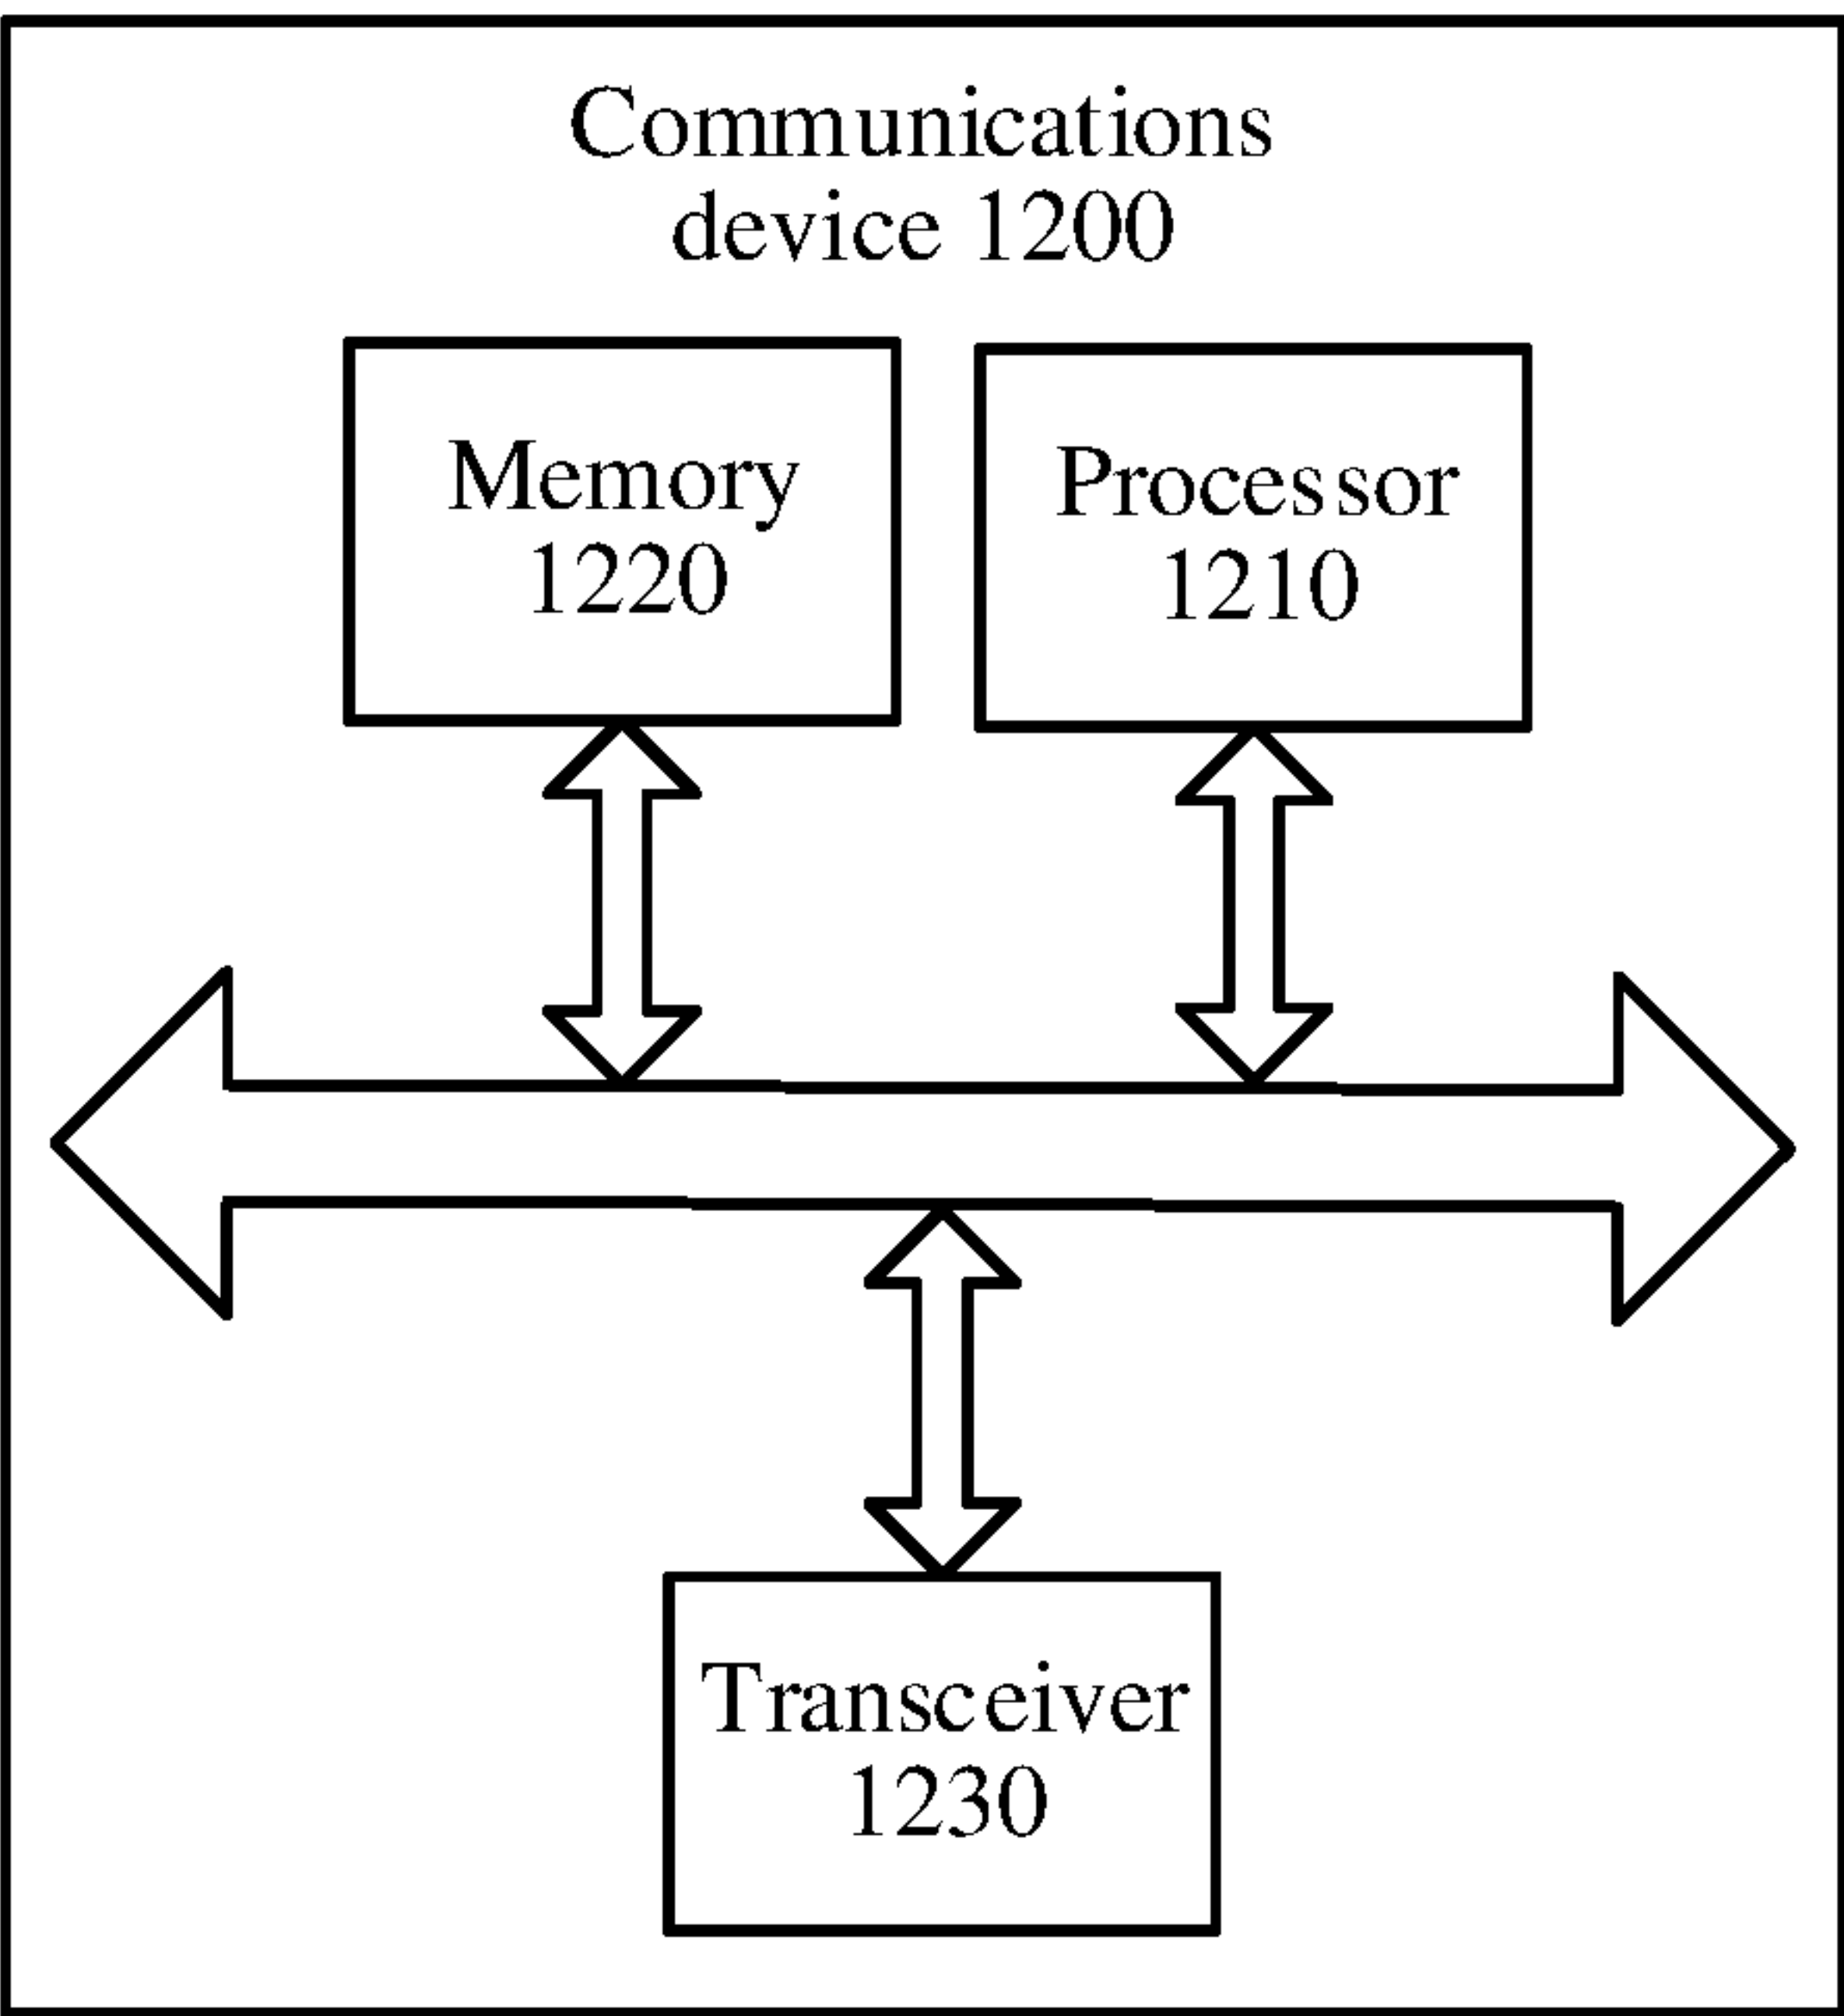 Communications
device 1200
Memory
1220
Processor
1210
Transceiver
1230